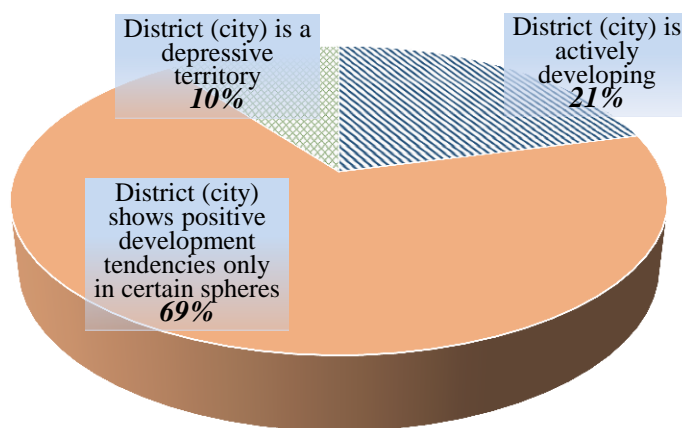 District (city) is a
depressive
territory
10%
District (city) is
actively
developing
21%
District (city)
shows positive
development
tendencies only
in certain spheres
69%